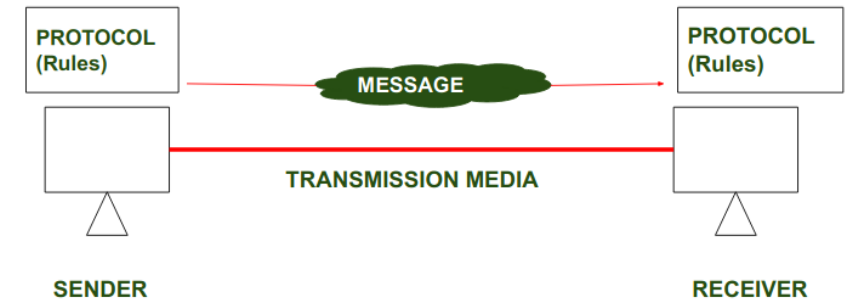 PROTOCOL
(Rules)
PROTOCOL
(Rules)
MESSAGE
TRANSMISSION MEDIA
SENDER
RECEIVER